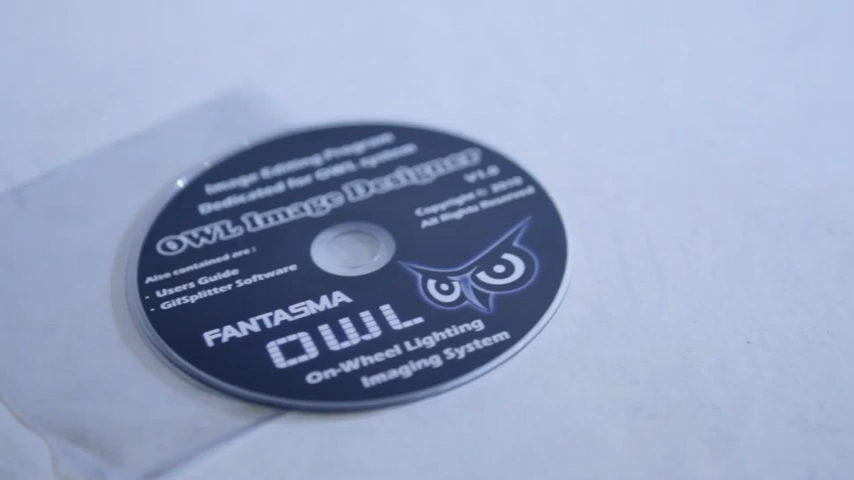 Image Editing Program
Dedicated for OWL system
OWL Image Designer
V1.0
Copyright © 2010
All Rights Reserved
Also contained are :
- Users Guide
- GifSplitter Software
FANTASMA
OWL
On-Wheel Lighting
Imaging System